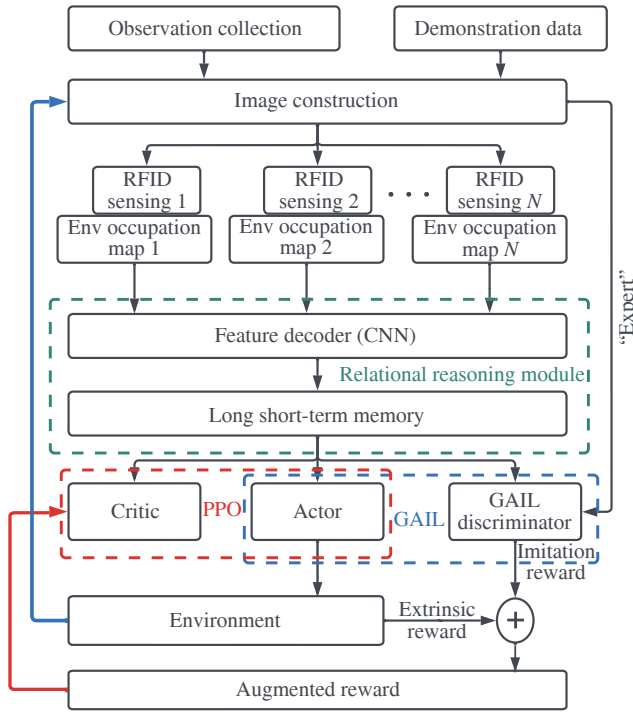 Observation collection
Demonstration data
Image construction
RFID
sensing 1
RFID
sensing 2
. . .
RFID
sensing N
Env occupation
map 1
Env occupation
map 2
Env occupation
map N
"Expert"
Feature decoder (CNN)
Relational reasoning module
Long short-term memory
Critic
PPO
Actor
GAIL
GAIL
discriminator
Imitation
reward
Environment
Extrinsic
reward
+
Augmented reward